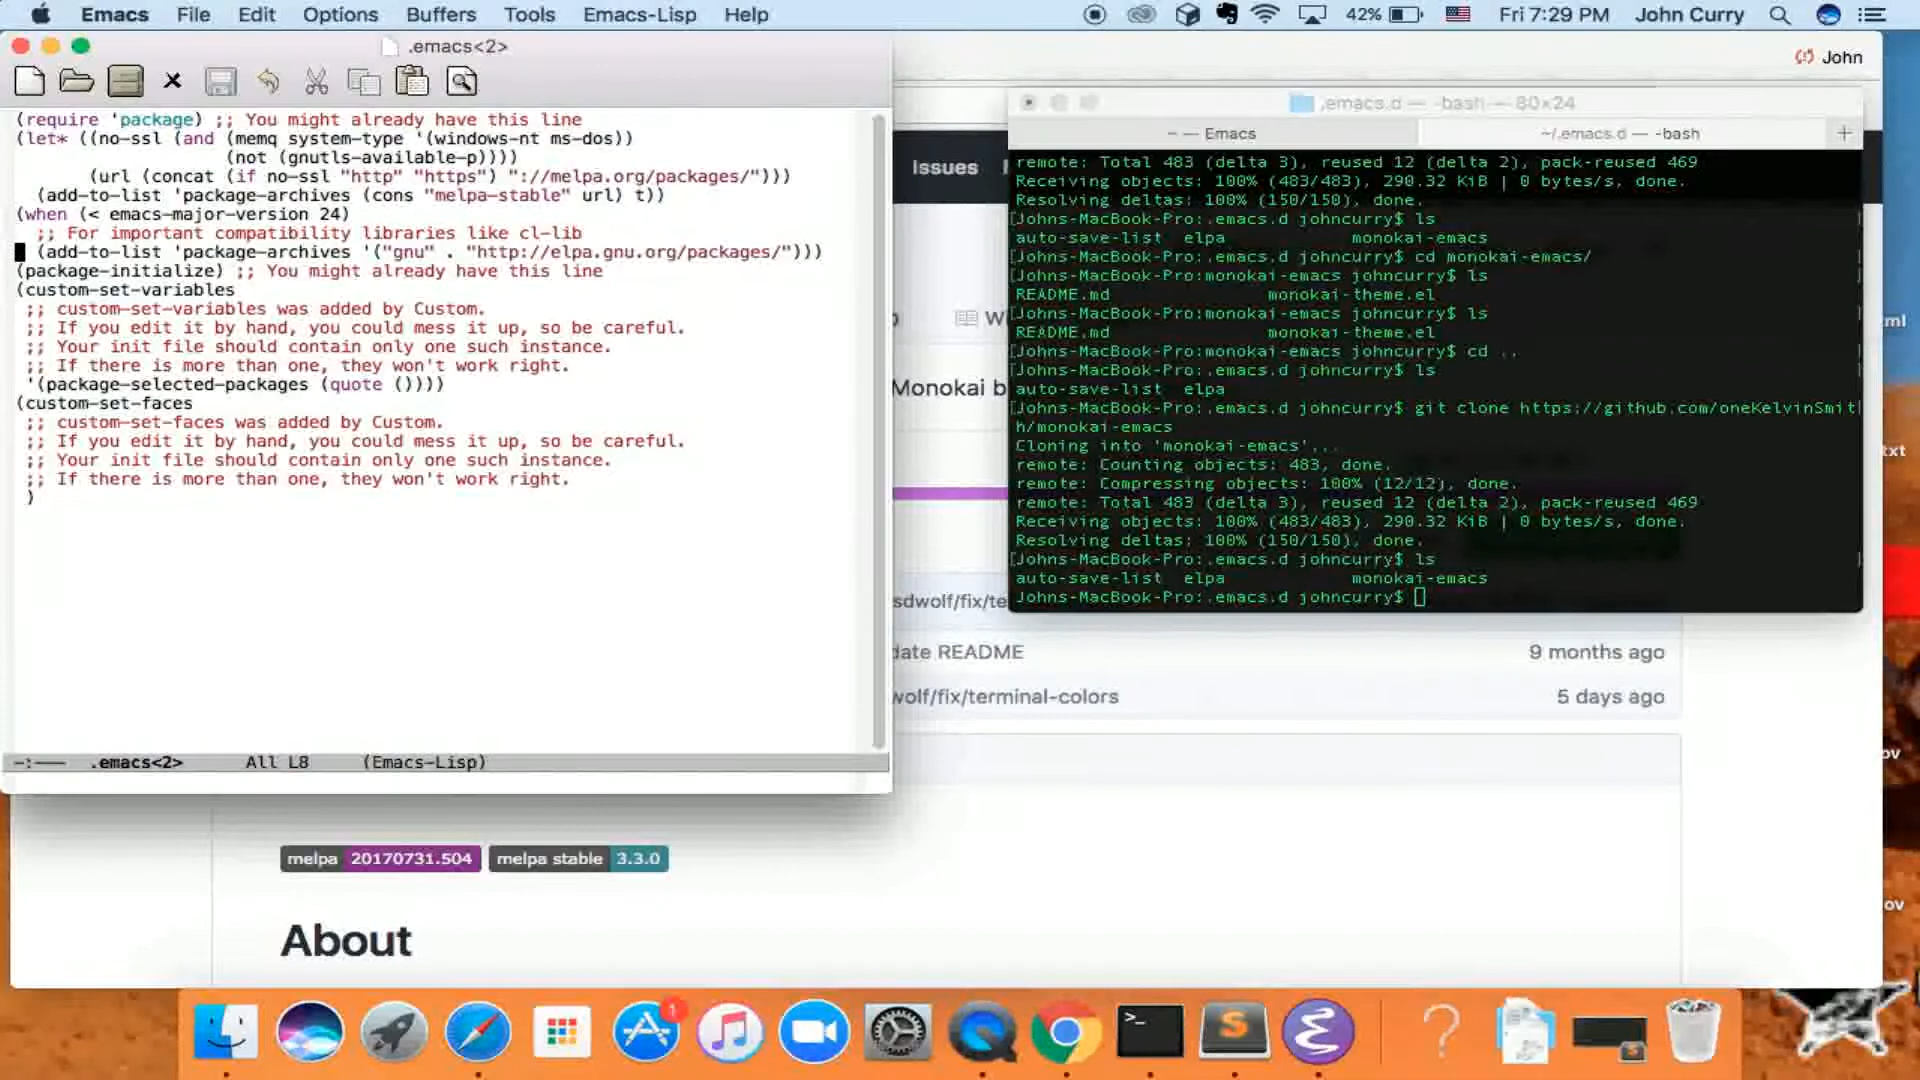 Emacs File Edit Options Buffers Tools Emacs-Lisp Help
42% Fri 7:29 PM John Curry
.emacs<2>
(require 'package) ;; You might already have this line
(let* ((no-ssl (and (memq system-type '(windows-nt ms-dos))
(not (gnutls-available-p))))
(url (concat (if no-ssl "http" "https") "://melpa.org/packages/")))
(add-to-list 'package-archives (cons "melpa-stable" url) t))
(when (< emacs-major-version 24)
;; For important compatibility libraries like cl-lib
(add-to-list 'package-archives '("gnu" . "http://elpa.gnu.org/packages/")))
(package-initialize) ;; You might already have this line
(custom-set-variables
;; custom-set-variables was added by Custom.
;; If you edit it by hand, you could mess it up, so be careful.
;; Your init file should contain only one such instance.
;; If there is more than one, they won't work right.
'(package-selected-packages (quote ())))
(custom-set-faces
;; custom-set-faces was added by Custom.
;; If you edit it by hand, you could mess it up, so be careful.
;; Your init file should contain only one such instance.
;; If there is more than one, they won't work right.
)
-:--- .emacs<2> All L8 (Emacs-Lisp)
John
.emacs.d — -bash — 80×24
~ — Emacs
~/.emacs.d — -bash
remote: Total 483 (delta 3), reused 12 (delta 2), pack-reused 469
Receiving objects: 100% (483/483), 290.32 KiB | 0 bytes/s, done.
Resolving deltas: 100% (150/150), done.
[Johns-MacBook-Pro:.emacs.d johncurry$ ls
auto-save-list elpa monokai-emacs
[Johns-MacBook-Pro:.emacs.d johncurry$ cd monokai-emacs/
[Johns-MacBook-Pro:monokai-emacs johncurry$ ls
README.md monokai-theme.el
[Johns-MacBook-Pro:monokai-emacs johncurry$ ls
README.md monokai-theme.el
[Johns-MacBook-Pro:monokai-emacs johncurry$ cd ..
[Johns-MacBook-Pro:.emacs.d johncurry$ ls
auto-save-list elpa
[Johns-MacBook-Pro:.emacs.d johncurry$ git clone https://github.com/oneKelvinSmit
h/monokai-emacs
Cloning into 'monokai-emacs'...
remote: Counting objects: 483, done.
remote: Compressing objects: 100% (12/12), done.
remote: Total 483 (delta 3), reused 12 (delta 2), pack-reused 469
Receiving objects: 100% (483/483), 290.32 KiB | 0 bytes/s, done.
Resolving deltas: 100% (150/150), done.
[Johns-MacBook-Pro:.emacs.d johncurry$ ls
auto-save-list elpa monokai-emacs
Johns-MacBook-Pro:.emacs.d johncurry$
Issues
W
Monokai b
sdwolf/fix/te
date README 9 months ago
wolf/fix/terminal-colors 5 days ago
melpa 20170731.504 melpa stable 3.3.0
About
ml
txt
ov
ov
1